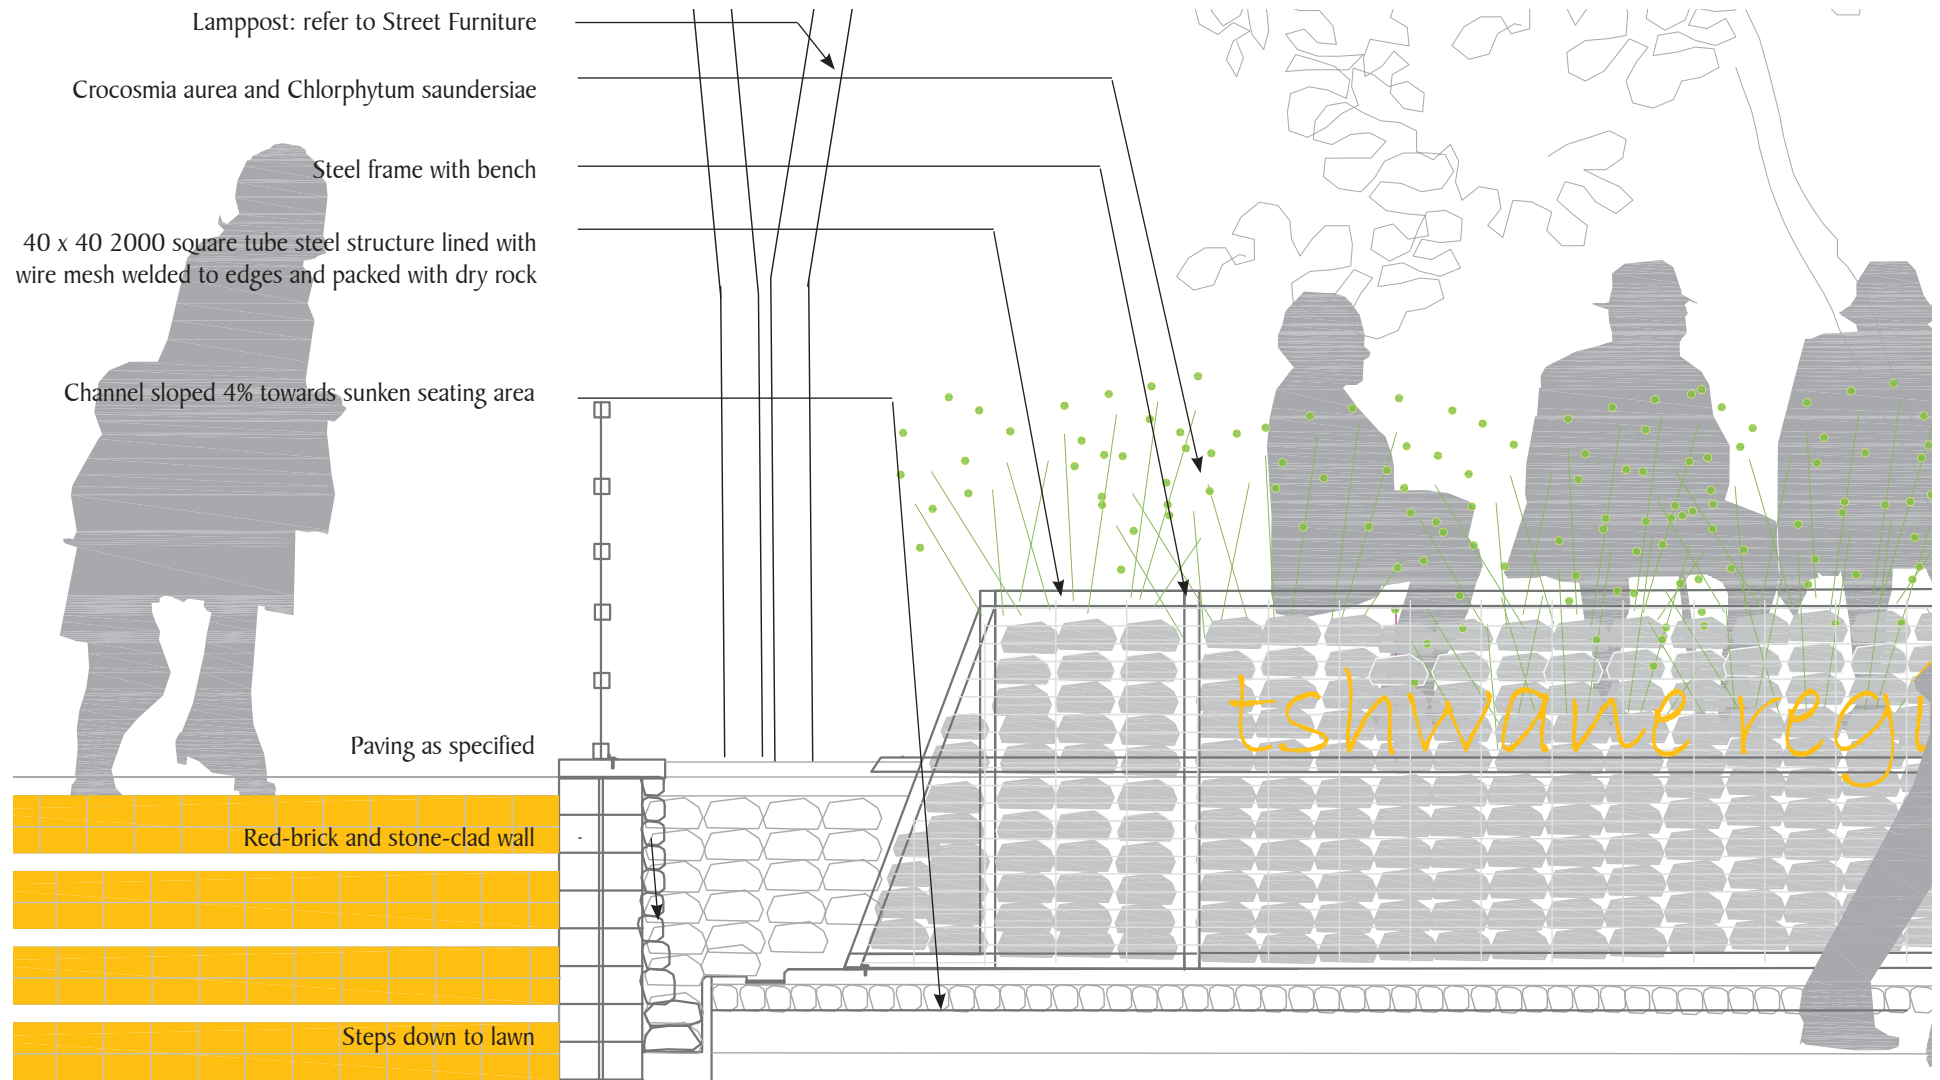 Lamppost: refer to Street Furniture
Crocosmia aurea and Chlorphytum saundersiae
Steel frame with bench
40 x 40 2000 square tube steel structure lined with
wire mesh welded to edges and packed with dry rock
Channel sloped 4% towards sunken seating area
tshwane regi
Paving as specified
Red-brick and stone-clad wall
Steps down to lawn